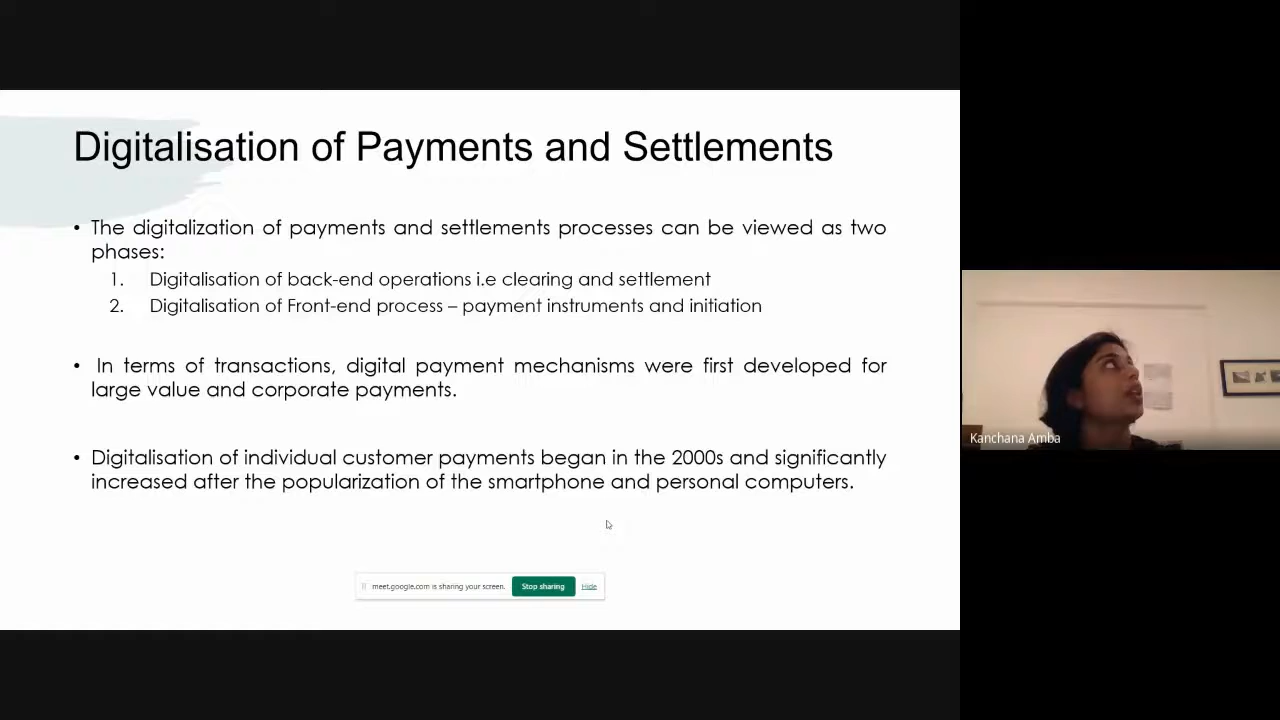 Digitalisation of Payments and Settlements
• The digitalization of payments and settlements processes can be viewed as two
phases:
1. Digitalisation of back-end operations i.e clearing and settlement
2. Digitalisation of Front-end process – payment instruments and initiation
• In terms of transactions, digital payment mechanisms were first developed for
large value and corporate payments.
• Digitalisation of individual customer payments began in the 2000s and significantly
increased after the popularization of the smartphone and personal computers.
meet.google.com is sharing your screen. Stop sharing Hide
Kanchana Amba